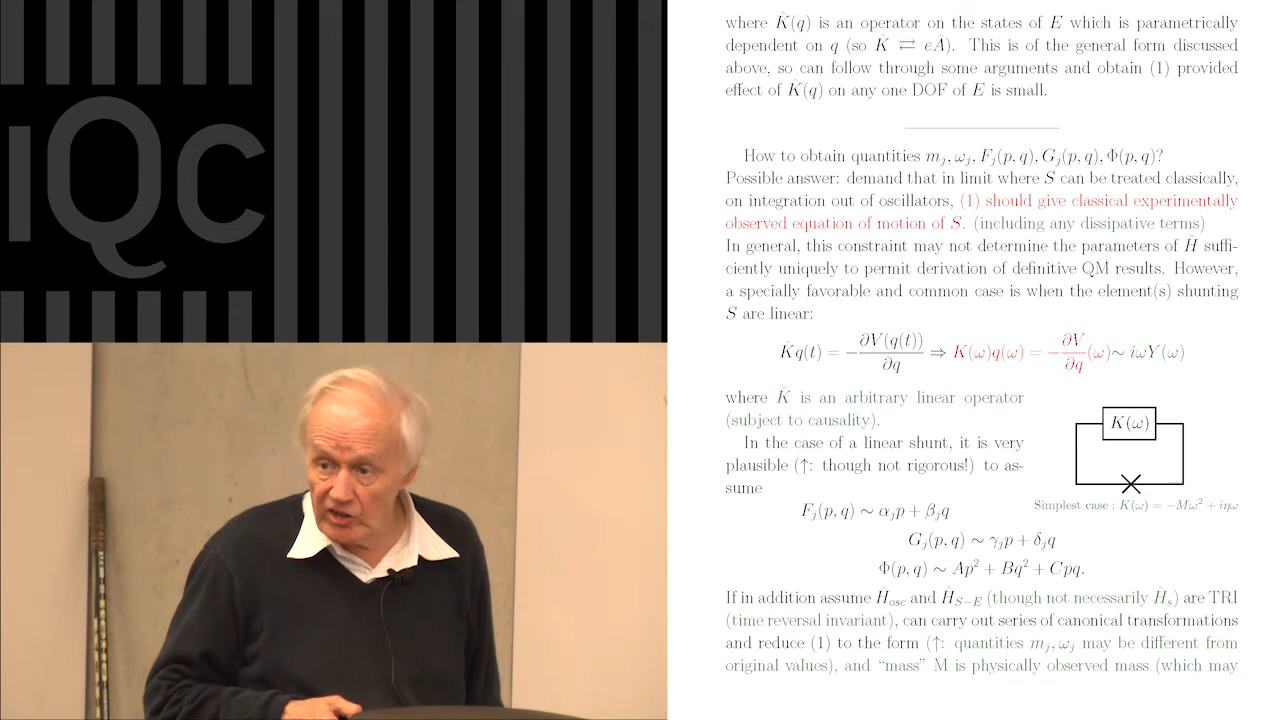 IQC
where K̂(q) is an operator on the states of E which is parametrically
dependent on q (so K̂ ⇄ eÂ). This is of the general form discussed
above, so can follow through some arguments and obtain (1) provided
effect of K̂(q) on any one DOF of E is small.
How to obtain quantities m_j, ω_j, F_j(p, q), G_j(p, q), Φ(p, q)?
Possible answer: demand that in limit where S can be treated classically,
on integration out of oscillators, (1) should give classical experimentally
observed equation of motion of S. (including any dissipative terms)
In general, this constraint may not determine the parameters of Ĥ suffi-
ciently uniquely to permit derivation of definitive QM results. However,
a specially favorable and common case is when the element(s) shunting
S are linear:
K̂q(t) = −∂V(q(t))/∂q ⇒ K(ω)q(ω) = −∂V/∂q(ω) ∼ iωY(ω)
where K̂ is an arbitrary linear operator
(subject to causality).
In the case of a linear shunt, it is very
plausible (↑: though not rigorous!) to as-
sume
K(ω)
Simplest case : K(ω) = −Mω² + iηω
F_j(p, q) ∼ α_jp + β_jq
G_j(p, q) ∼ γ_jp + δ_jq
Φ(p, q) ∼ Ap² + Bq² + Cpq.
If in addition assume Ĥ_osc and Ĥ_S−E (though not necessarily Ĥ_s) are TRI
(time reversal invariant), can carry out series of canonical transformations
and reduce (1) to the form (↑: quantities m_j, ω_j may be different from
original values), and “mass” M is physically observed mass (which may